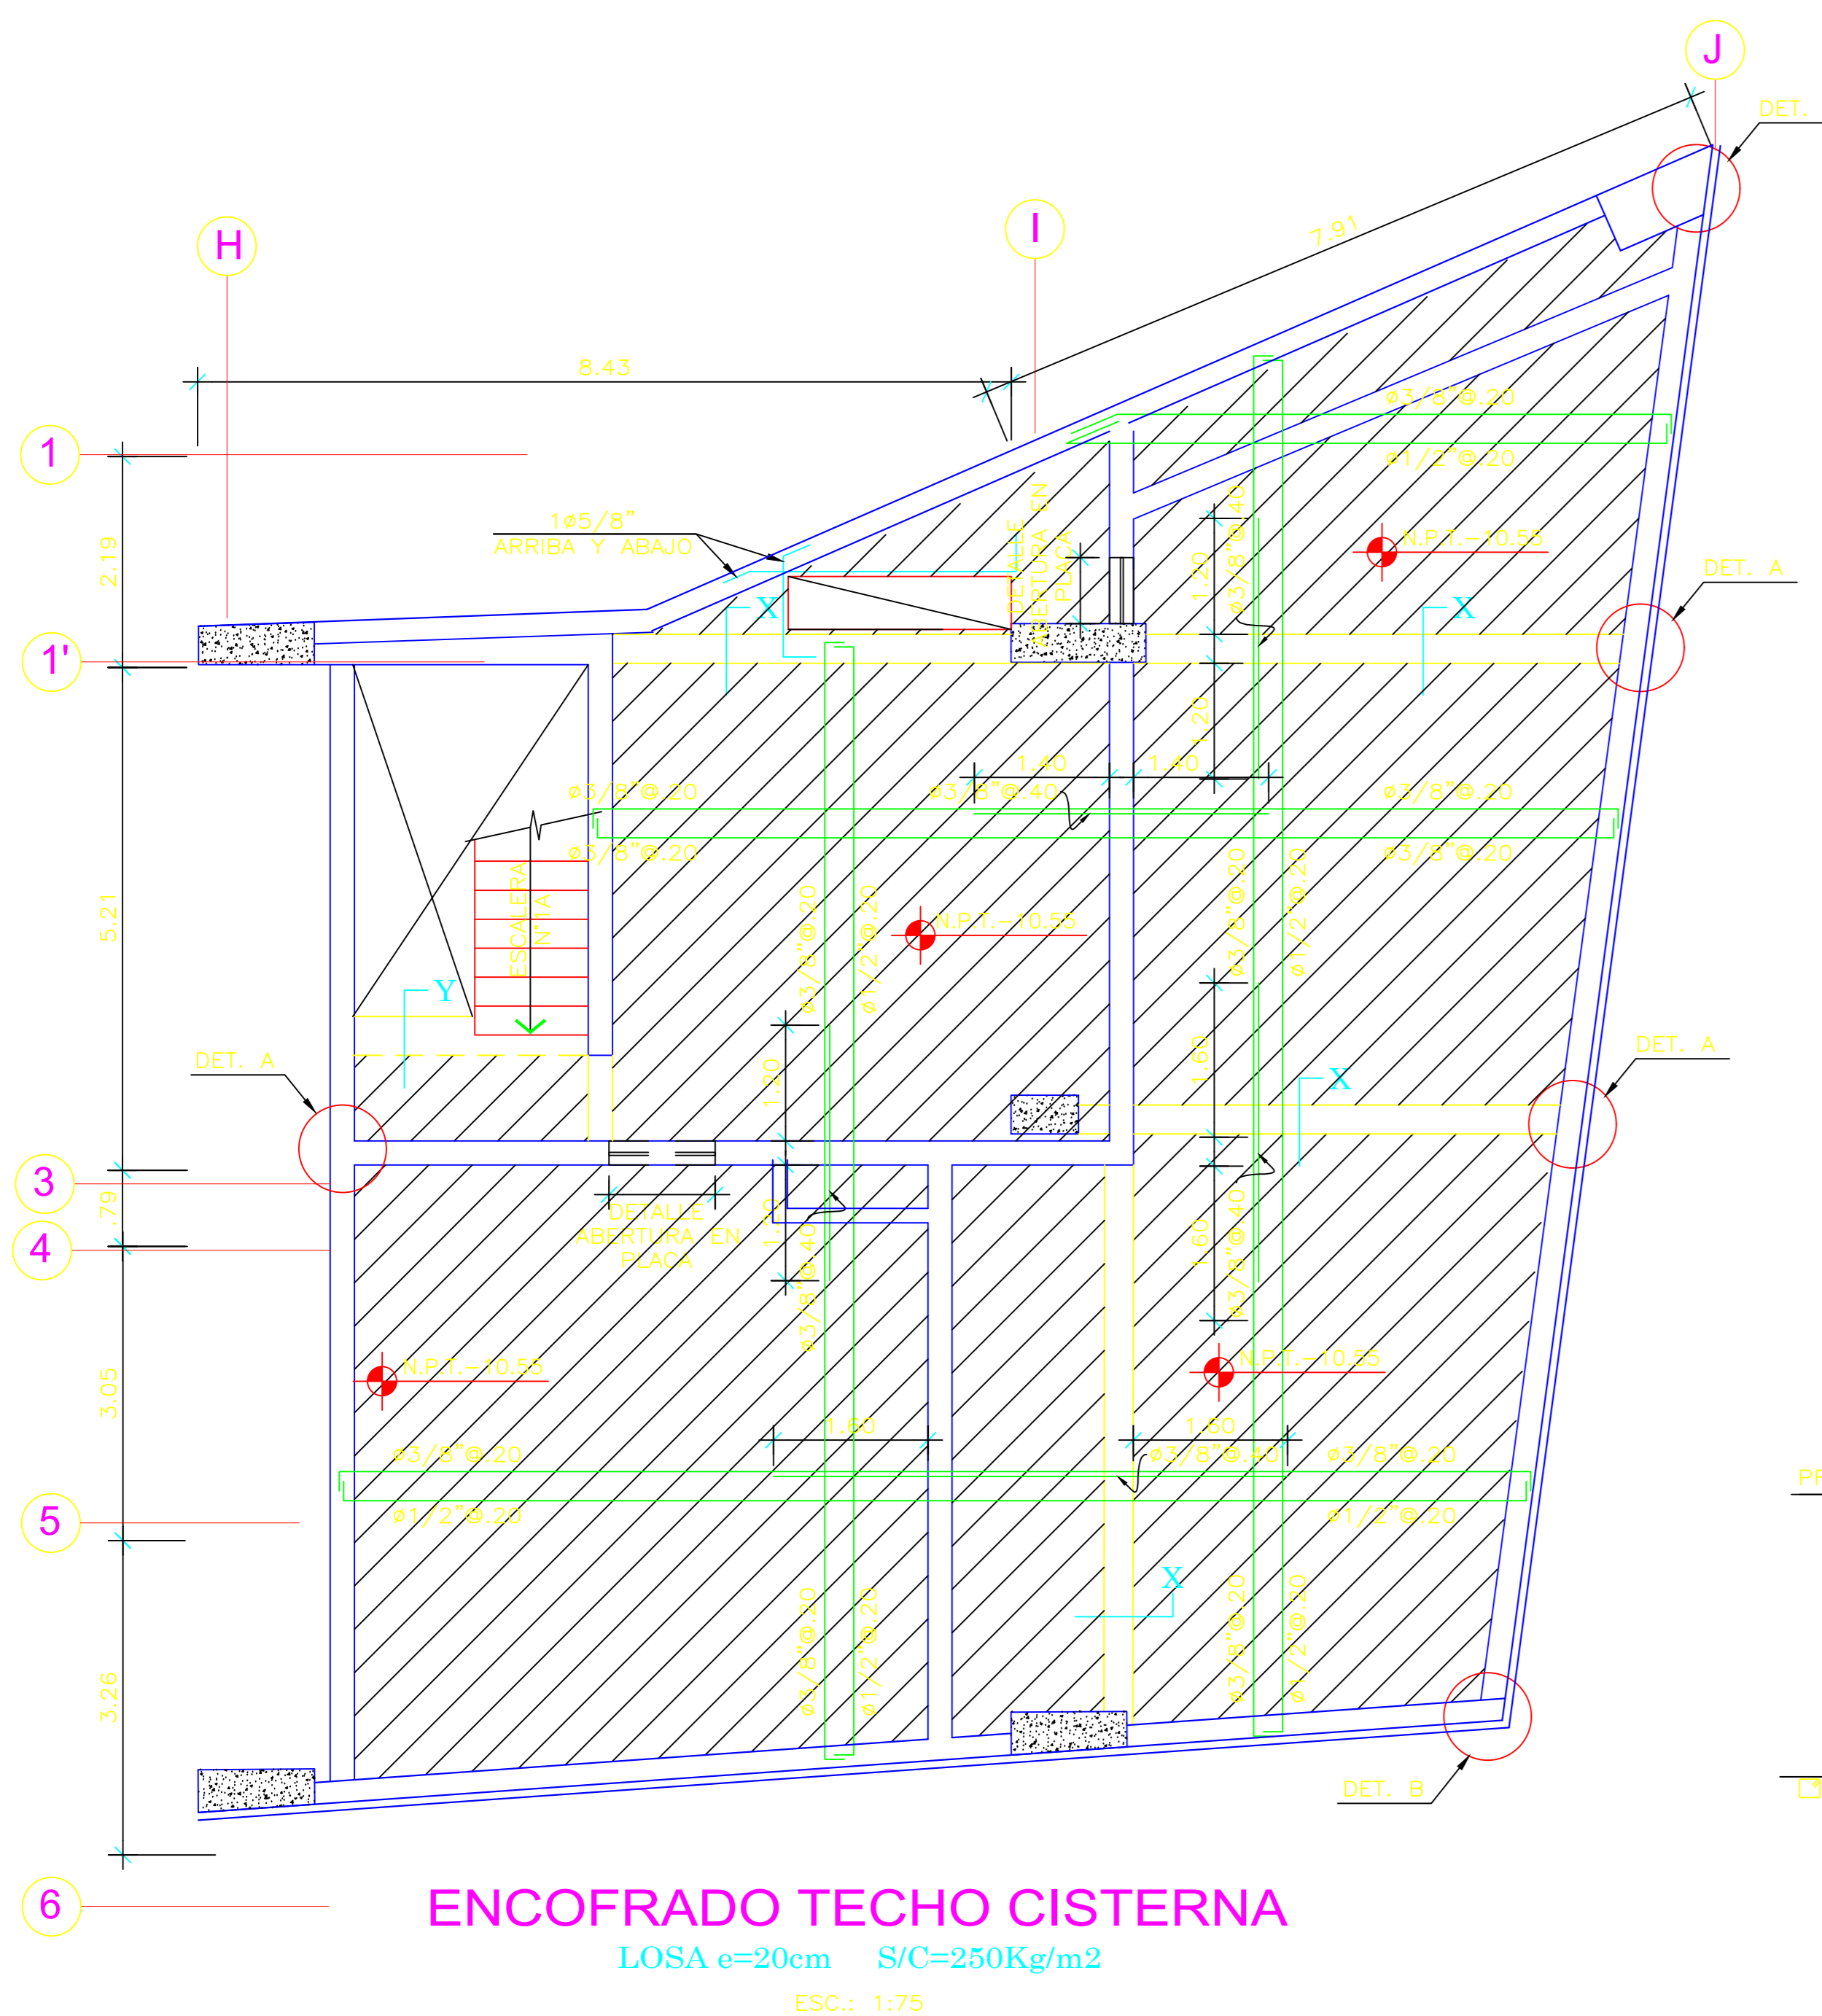 J
DET.
H
I
7.91
8.43
ø3/8"@.20
1
ø1/2"@.20
1ø5/8"
ARRIBA Y ABAJO
2.19
DETALLE
ABERTURA EN
PLACA
1.20
ø3/8"@.40
N.P.T.-10.55
DET. A
X
X
1'
1.20
1.40
1.40
ø3/8"@.20
ø3/8"@.40
ø3/8"@.20
ø3/8"@.20
ø3/8"@.20
5.21
ESCALERA
N°1A
ø3/8"@.20
ø1/2"@.20
N.P.T.-10.55
ø3/8"@.20
ø1/2"@.20
Y
DET. A
1.20
1.60
X
DET. A
3
.79
4
DETALLE
ABERTURA EN
PLACA
1.20
ø3/8"@.40
1.60
ø3/8"@.40
N.P.T.-10.55
N.P.T.-10.55
3.05
1.60
1.60
ø3/8"@.20
ø3/8"@.40
ø3/8"@.20
5
ø1/2"@.20
ø1/2"@.20
X
3.26
ø3/8"@.20
ø1/2"@.20
ø3/8"@.20
ø1/2"@.20
DET. B
6
ENCOFRADO TECHO CISTERNA
LOSA e=20cm S/C=250Kg/m2
ESC.: 1:75